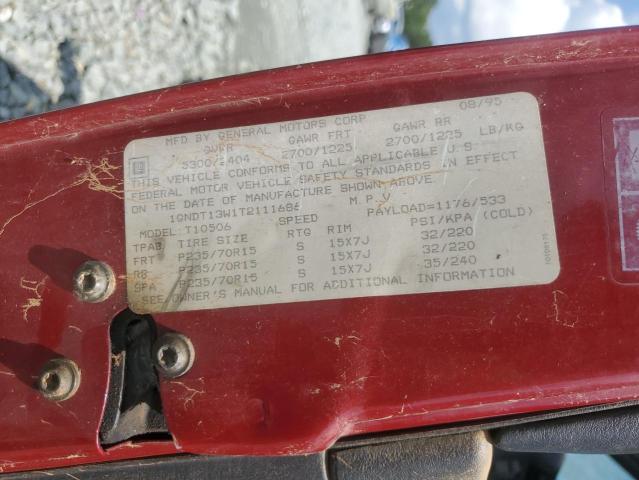 MFD BY GENERAL MOTORS CORP 08/95
GVWR GAWR FRT GAWR RR
5300/2404 2700/1225 2700/1225 LB/KG
THIS VEHICLE CONFORMS TO ALL APPLICABLE U.S.
FEDERAL MOTOR VEHICLE SAFETY STANDARDS IN EFFECT
ON THE DATE OF MANUFACTURE SHOWN ABOVE.
1GNDT13W1T2111686 M.P.V
MODEL: T10506 PAYLOAD=1176/533
SPEED
TPAB TIRE SIZE RTG RIM PSI/KPA (COLD)
FRT P235/70R15 S 15X7J 32/220
RR P235/70R15 S 15X7J 32/220
SPA P235/70R15 S 15X7J 35/240
SEE OWNER'S MANUAL FOR ADDITIONAL INFORMATION